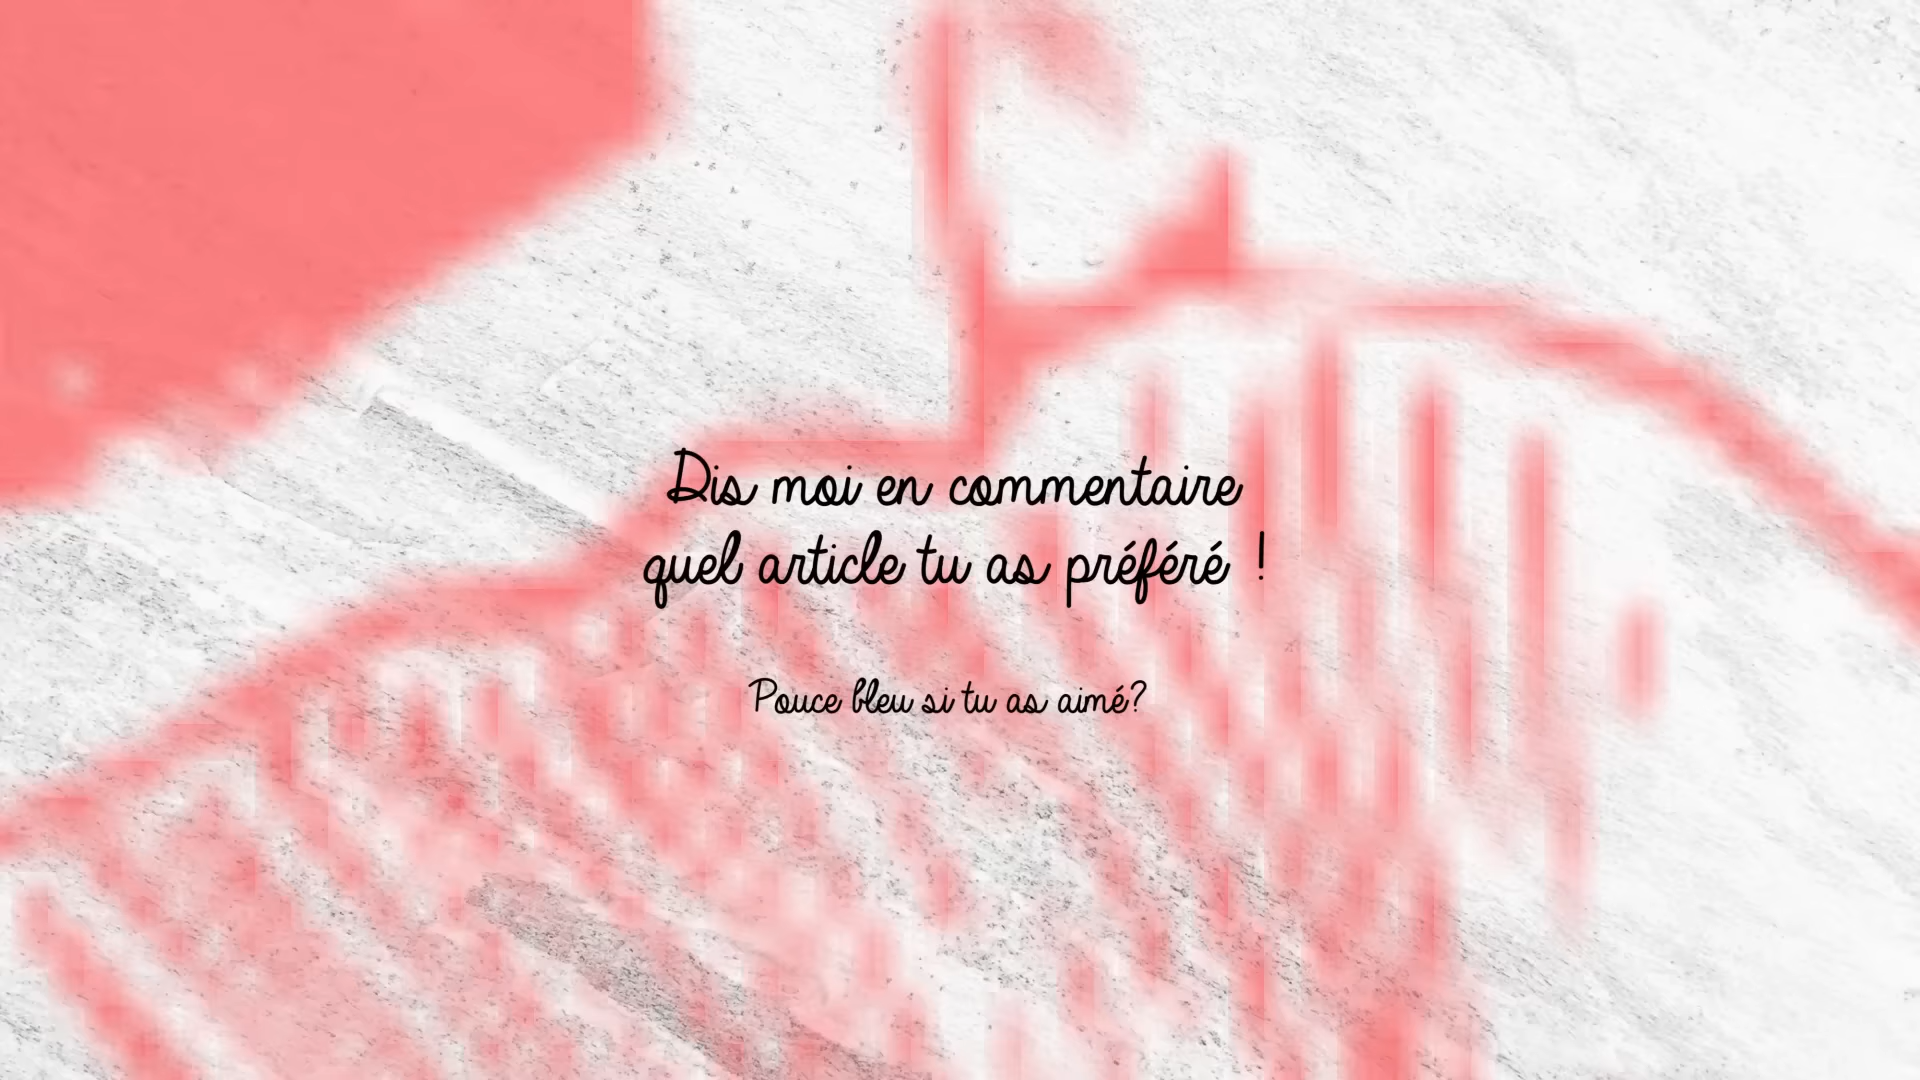 Dis moi en commentaire
quel article tu as préféré !
Pouce bleu si tu as aimé?